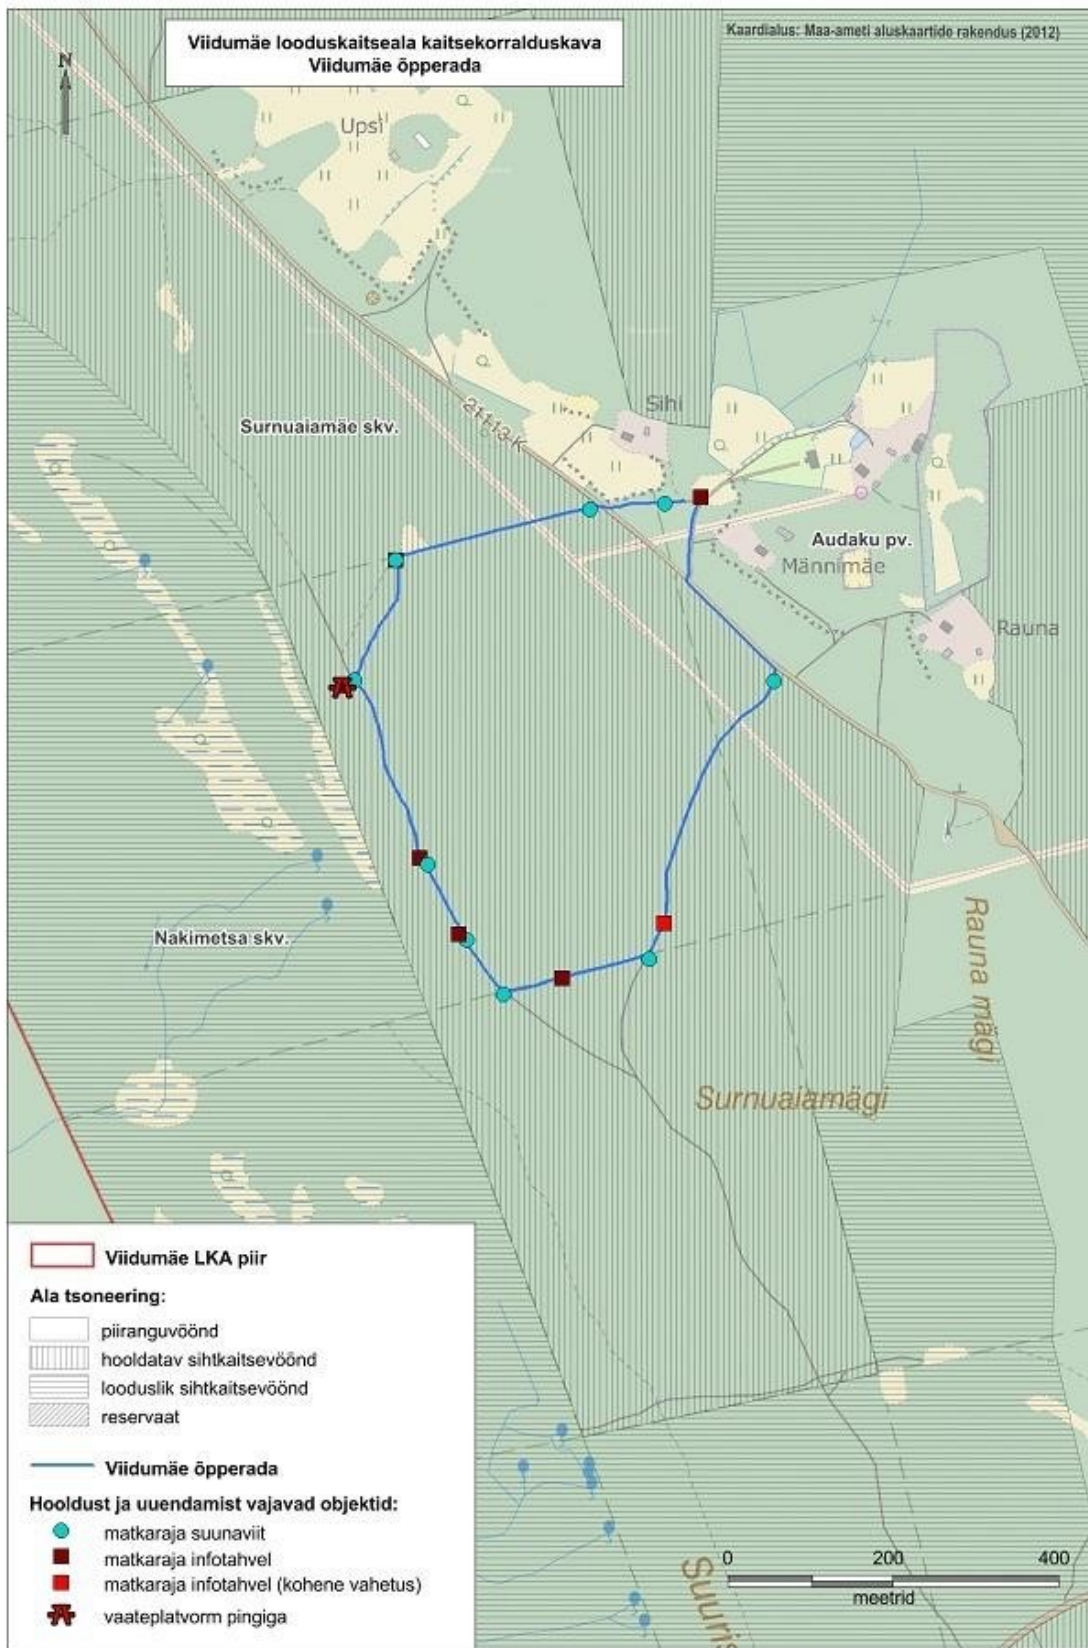 Viidumäe looduskaitseala kaitsekorralduskava
Viidumäe õpperada
Kaardialus: Maa-ameti aluskaartide rakendus (2012)
N
Upsi
Sihi
21113 K
Surnuaiamäe skv.
Audaku pv.
Männimäe
Rauna
Nakimetsa skv.
Rauna mägi
Surnuaiamägi
Viidumäe LKA piir
Ala tsoneering:
piiranguvöönd
hooldatav sihtkaitsevöönd
looduslik sihtkaitsevöönd
reservaat
Viidumäe õpperada
Hooldust ja uuendamist vajavad objektid:
matkaraja suunaviit
matkaraja infotahvel
matkaraja infotahvel (kohene vahetus)
vaateplatvorm pingiga
0 200 400
meetrid
Suuris